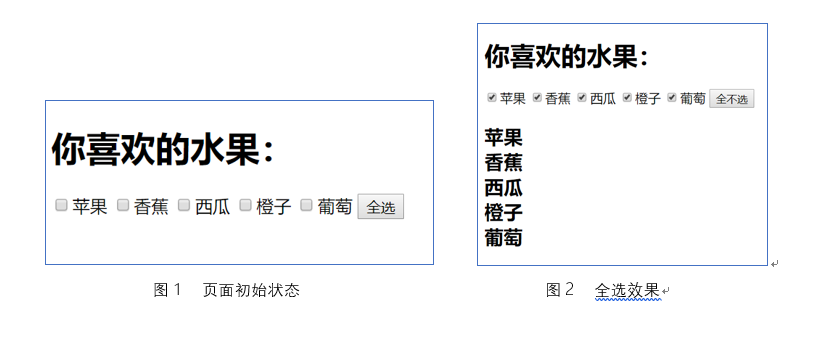 你喜欢的水果：
苹果 香蕉 西瓜 橙子 葡萄 全选
图 1 页面初始状态
你喜欢的水果：
苹果 香蕉 西瓜 橙子 葡萄 全不选
苹果
香蕉
西瓜
橙子
葡萄
图 2 全选效果